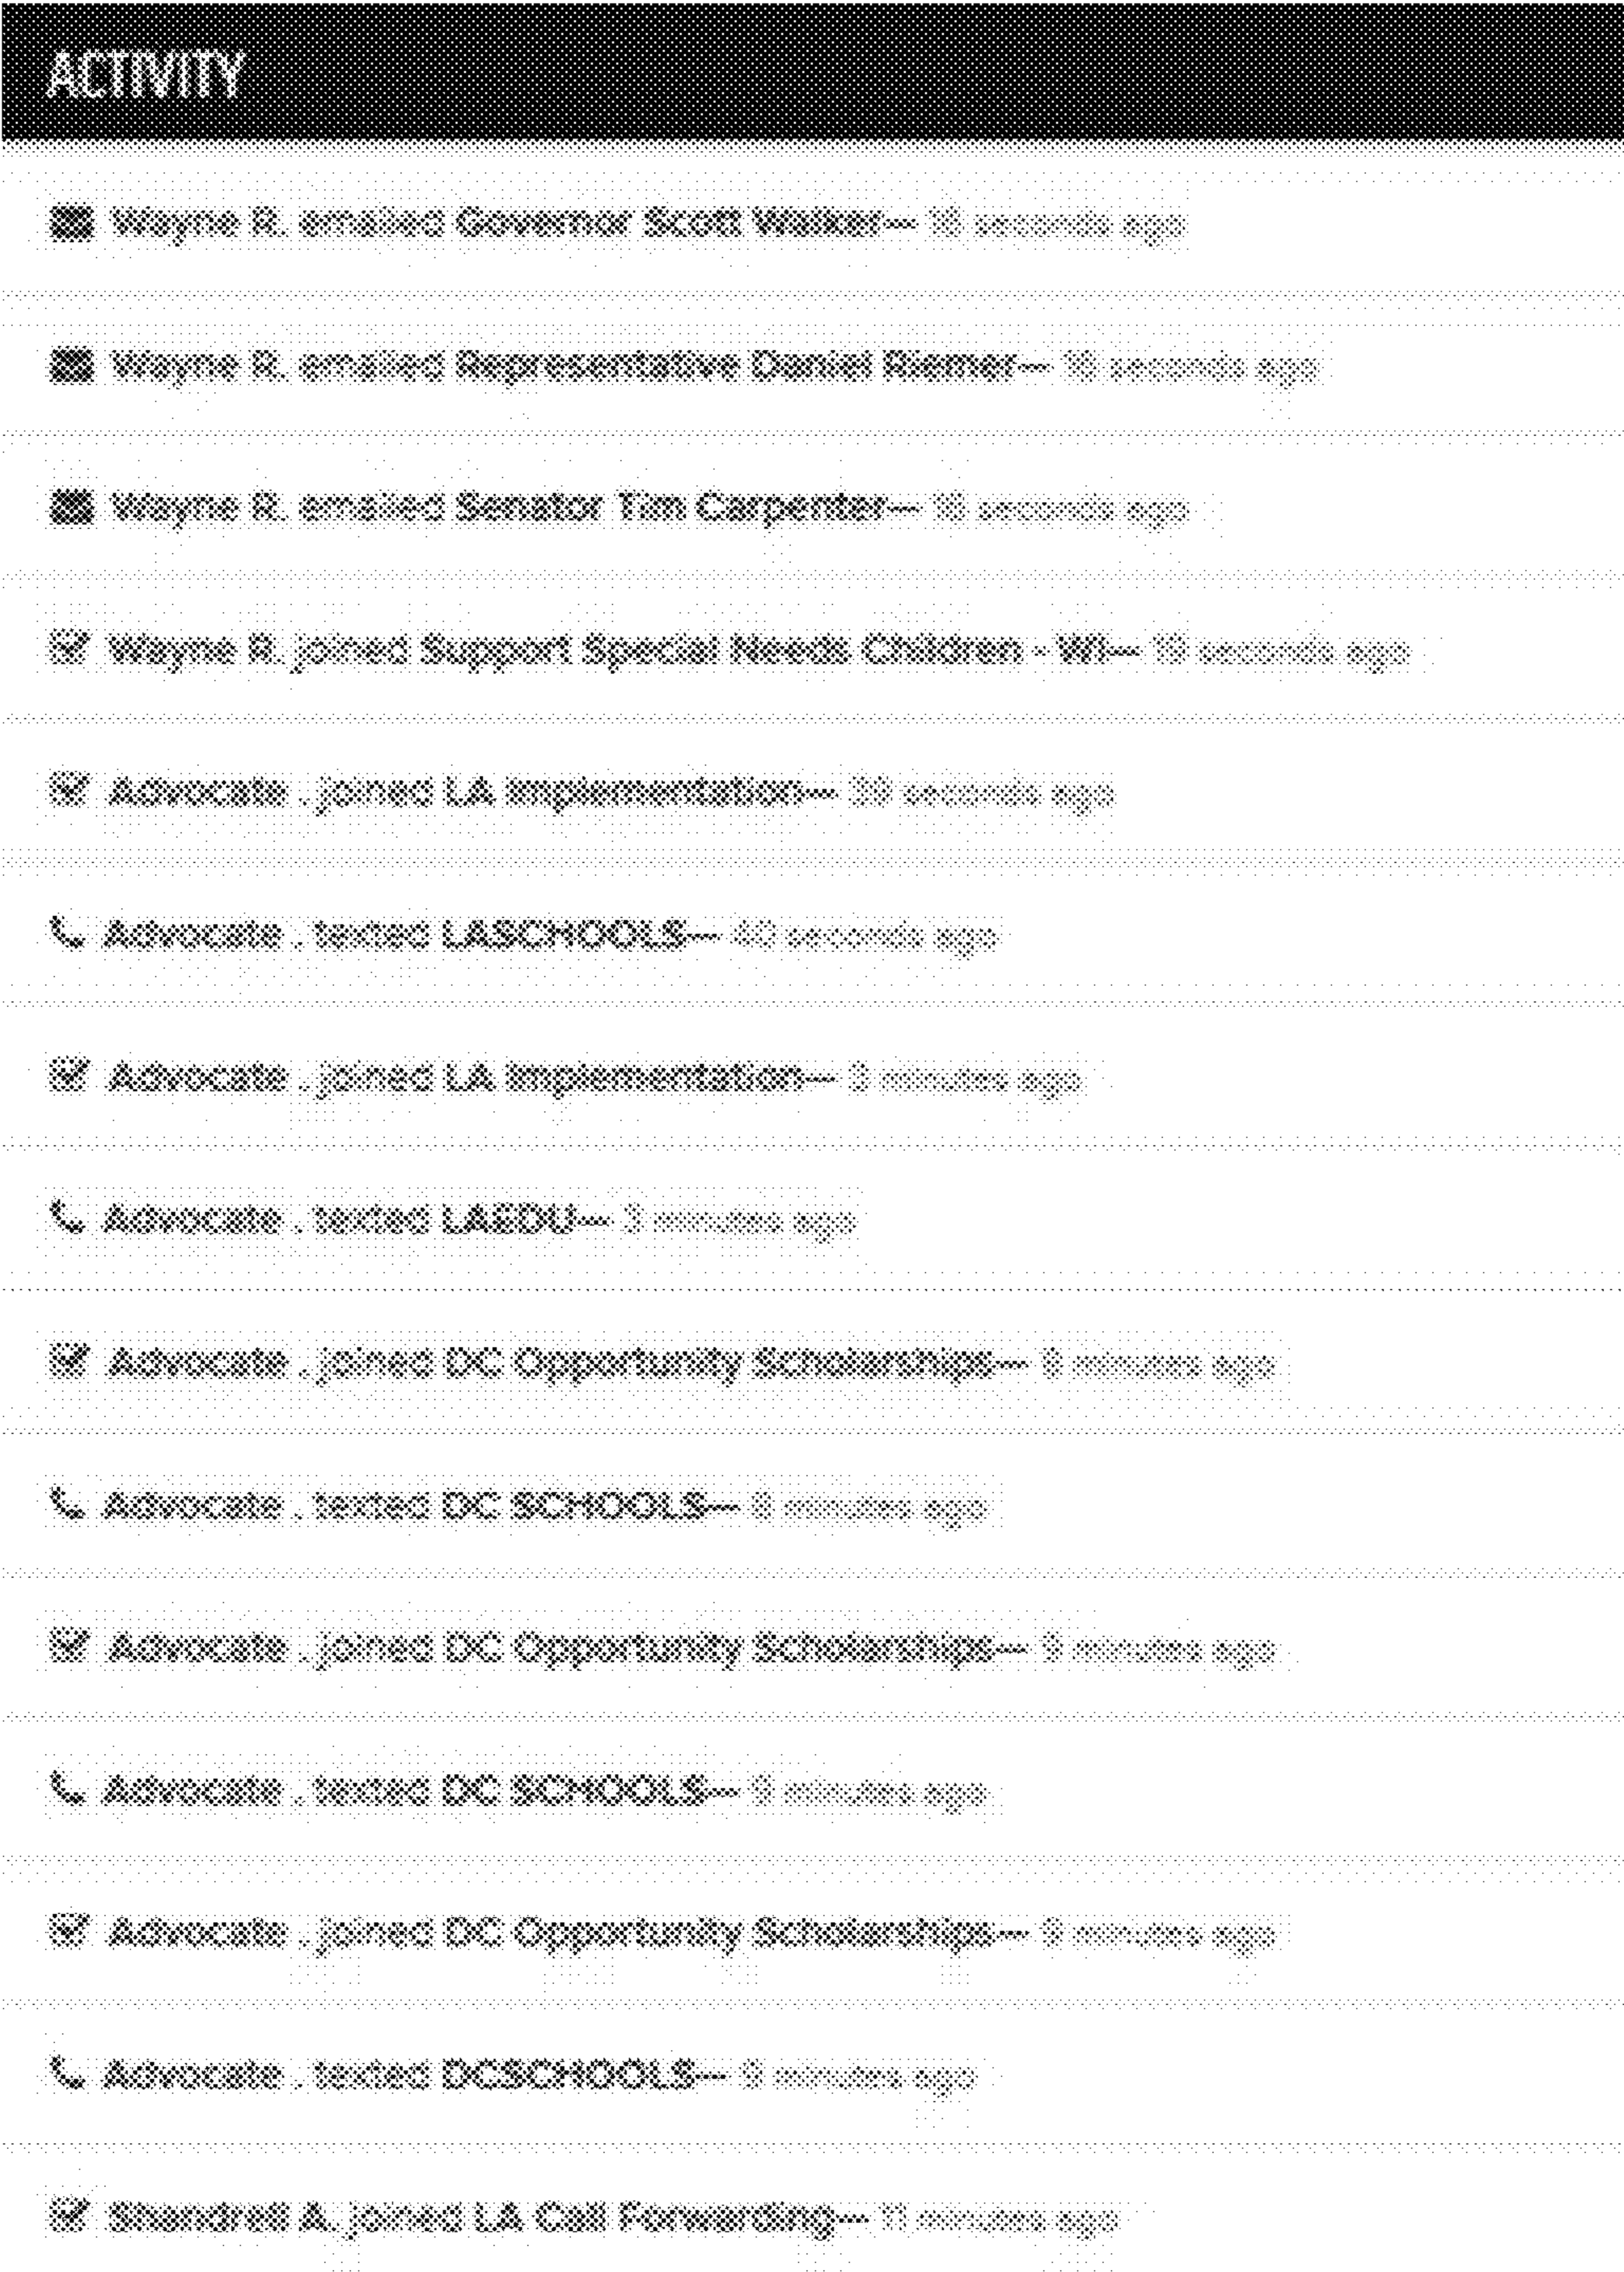 ACTIVITY
Wayne R. emailed Governor Scott Walker— seconds ago
Wayne R. emailed Representative Daniel Riemer— seconds ago
Wayne R. emailed Senator Tim Carpenter— seconds ago
Wayne R. joined Support Special Needs Children - WI— seconds ago
Advocate . joined LA Implementation— seconds ago
Advocate . texted LASCHOOLS— 40 seconds ago
Advocate . joined LA Implementation— minutes ago
Advocate . texted LAEDU— 3 minutes ago
Advocate . joined DC Opportunity Scholarships— minutes ago
Advocate . texted DC SCHOOLS— minutes ago
Advocate . joined DC Opportunity Scholarships— minutes ago
Advocate . texted DC SCHOOLS— minutes ago
Advocate . joined DC Opportunity Scholarships— minutes ago
Advocate . texted DCSCHOOLS— minutes ago
Shandrell A. joined LA Call Forwarding— 11 minutes ago